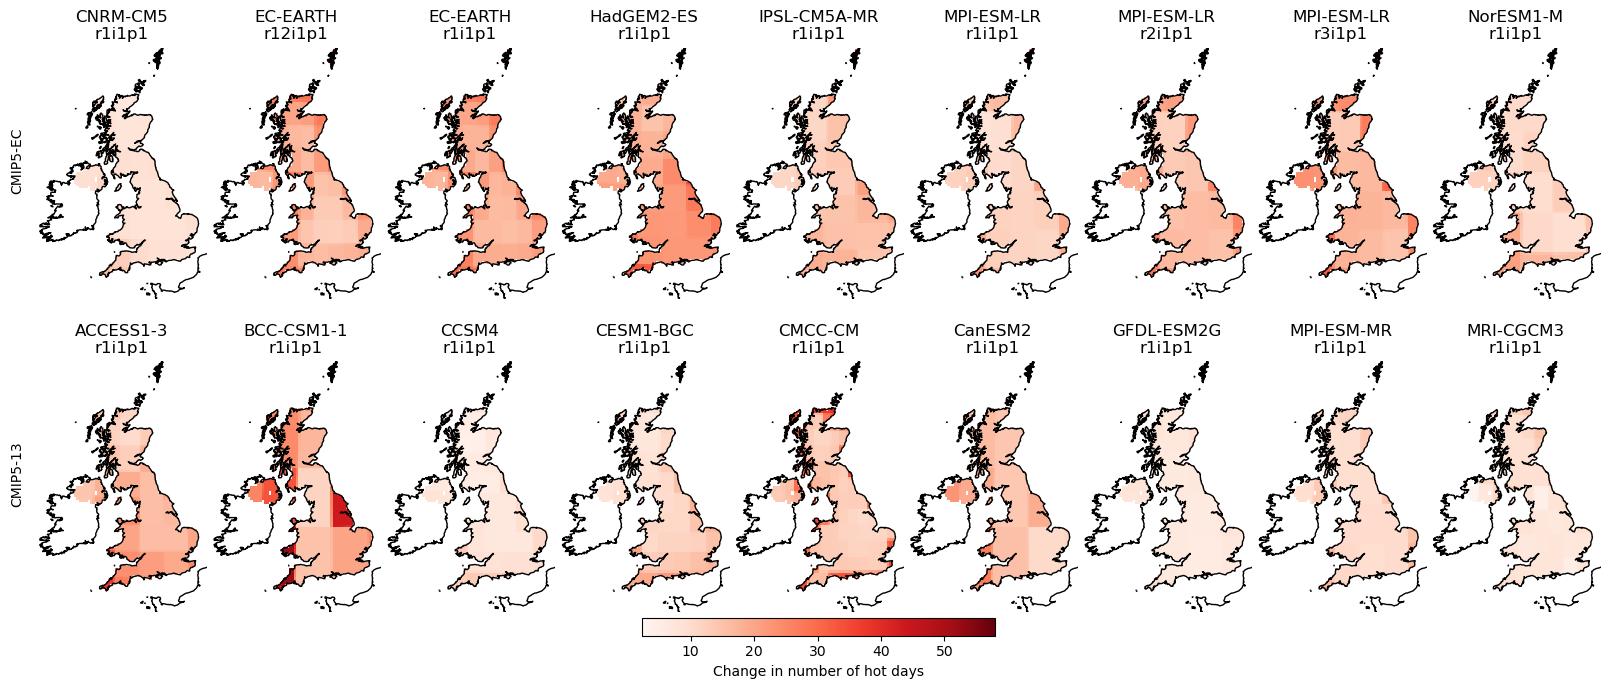 CNRM-CM5
r1i1p1
EC-EARTH
r12i1p1
EC-EARTH
r1i1p1
HadGEM2-ES
r1i1p1
IPSL-CM5A-MR
r1i1p1
MPI-ESM-LR
r1i1p1
MPI-ESM-LR
r2i1p1
MPI-ESM-LR
r3i1p1
NorESM1-M
r1i1p1
CMIP5-EC
ACCESS1-3
r1i1p1
BCC-CSM1-1
r1i1p1
CCSM4
r1i1p1
CESM1-BGC
r1i1p1
CMCC-CM
r1i1p1
CanESM2
r1i1p1
GFDL-ESM2G
r1i1p1
MPI-ESM-MR
r1i1p1
MRI-CGCM3
r1i1p1
CMIP5-13
10 20 30 40 50
Change in number of hot days